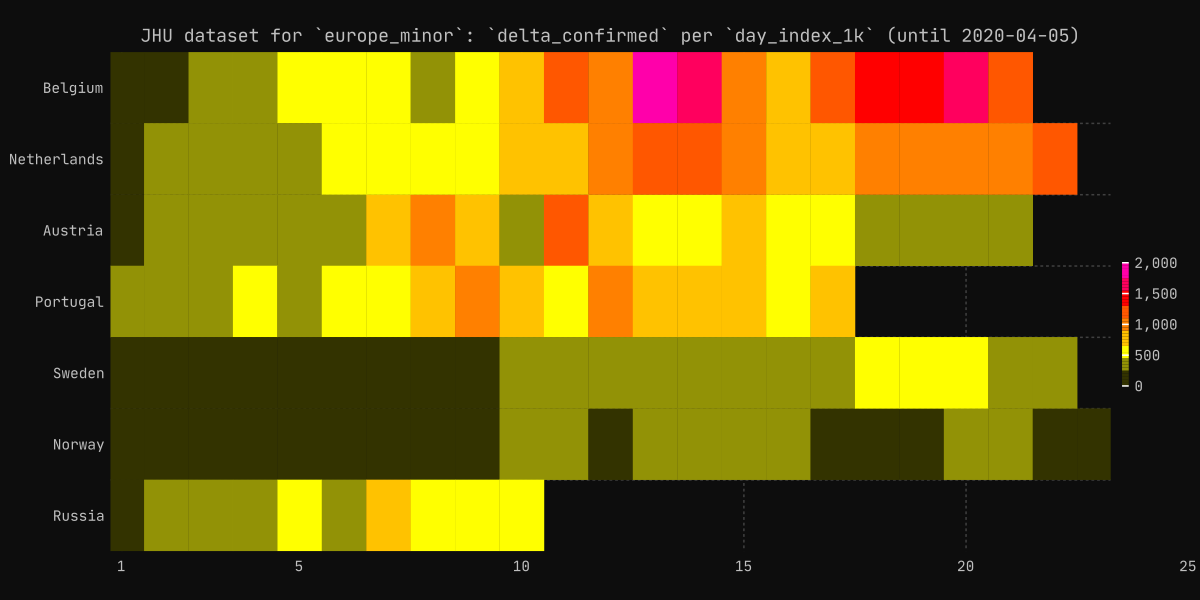 JHU dataset for `europe_minor`: `delta_confirmed` per `day_index_1k` (until 2020-04-05)
Belgium
Netherlands
Austria
Portugal
Sweden
Norway
Russia
2,000
1,500
1,000
500
0
1 5 10 15 20 25